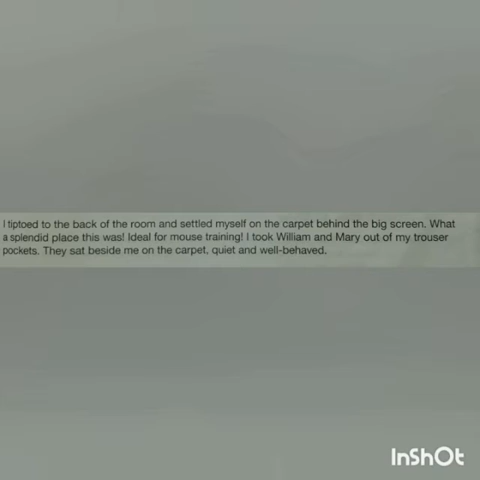 I tiptoed to the back of the room and settled myself on the carpet behind the big screen. What
a splendid place this was! Ideal for mouse training! I took William and Mary out of my trouser
pockets. They sat beside me on the carpet, quiet and well-behaved.
InShOt